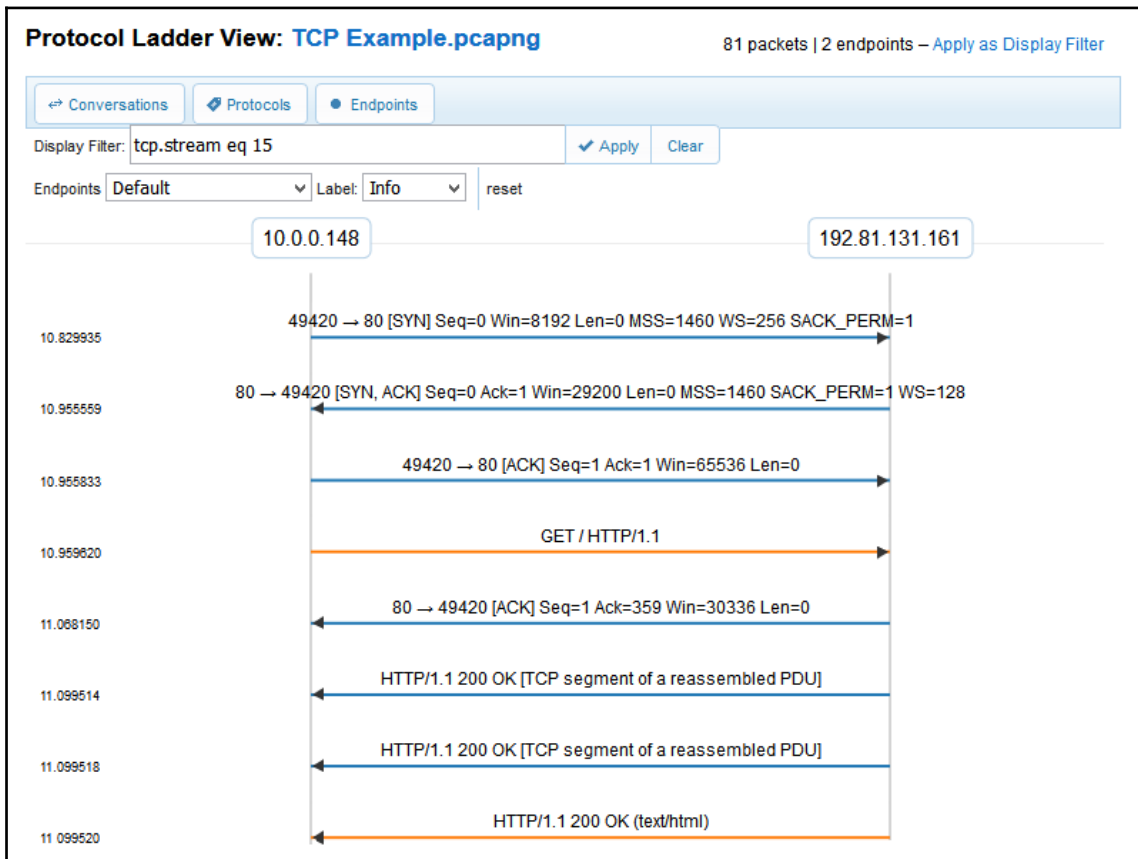 Protocol Ladder View: TCP Example.pcapng
81 packets | 2 endpoints – Apply as Display Filter
Conversations Protocols Endpoints
Display Filter: tcp.stream eq 15 Apply Clear
Endpoints Default Label: Info reset
10.0.0.148 192.81.131.161
49420 → 80 [SYN] Seq=0 Win=8192 Len=0 MSS=1460 WS=256 SACK_PERM=1
10.829935
80 → 49420 [SYN, ACK] Seq=0 Ack=1 Win=29200 Len=0 MSS=1460 SACK_PERM=1 WS=128
10.955559
49420 → 80 [ACK] Seq=1 Ack=1 Win=65536 Len=0
10.955833
GET / HTTP/1.1
10.959620
80 → 49420 [ACK] Seq=1 Ack=359 Win=30336 Len=0
11.068150
HTTP/1.1 200 OK [TCP segment of a reassembled PDU]
11.099514
HTTP/1.1 200 OK [TCP segment of a reassembled PDU]
11.099518
HTTP/1.1 200 OK (text/html)
11 099520